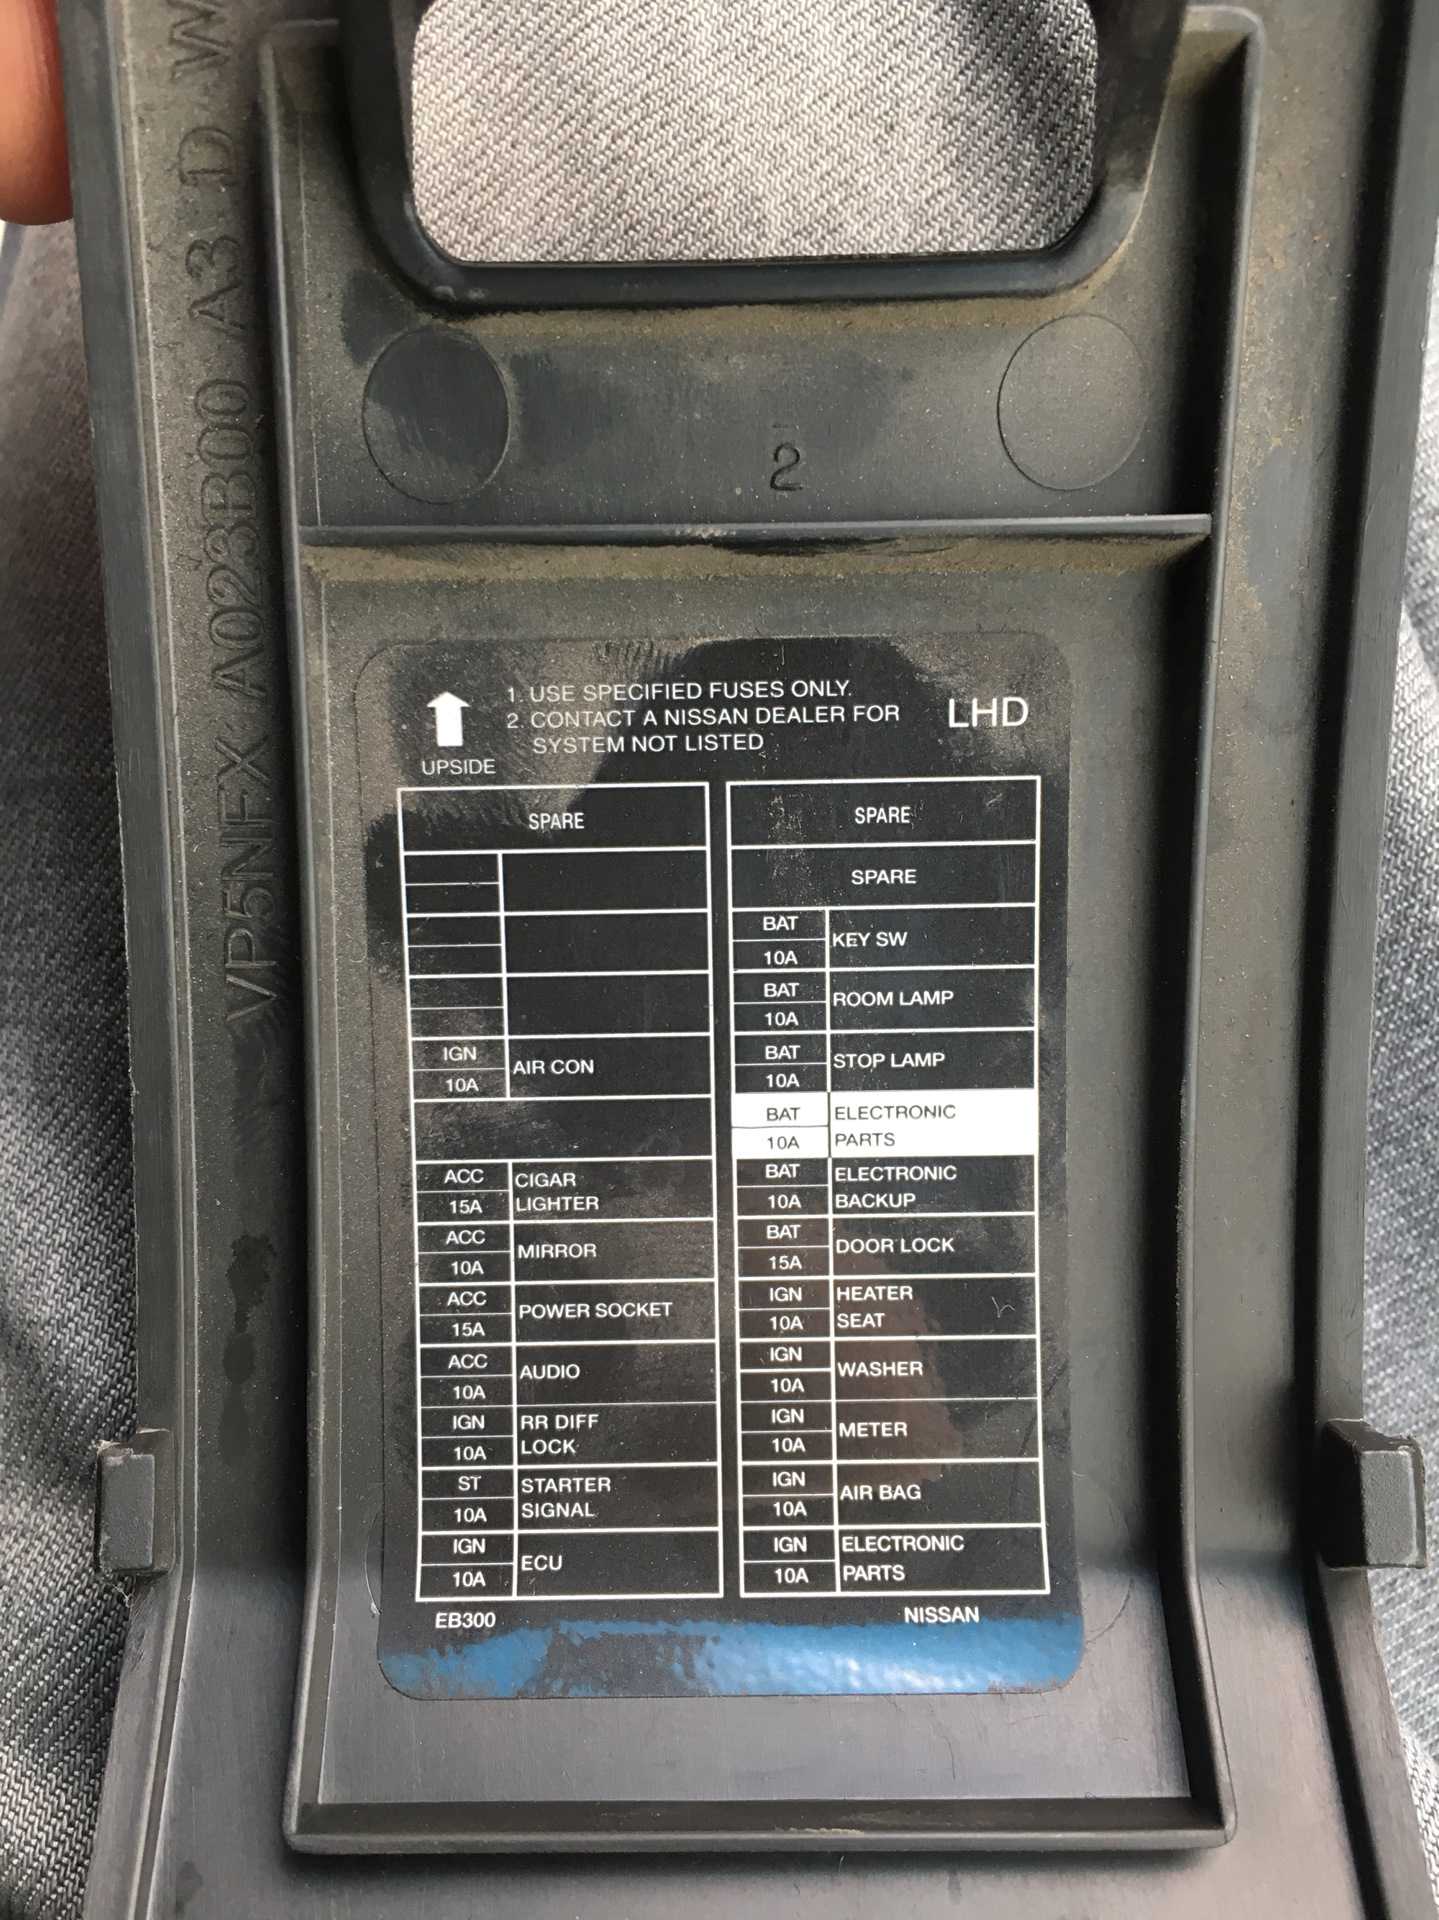 VP5NFX A023B00 A3 D W
2
UPSIDE
1. USE SPECIFIED FUSES ONLY.
2. CONTACT A NISSAN DEALER FOR
SYSTEM NOT LISTED
LHD
SPARE
IGN
10A
AIR CON
ACC
15A
CIGAR
LIGHTER
ACC
10A
MIRROR
ACC
15A
POWER SOCKET
ACC
10A
AUDIO
IGN
10A
RR DIFF
LOCK
ST
10A
STARTER
SIGNAL
IGN
10A
ECU
SPARE
SPARE
BAT
10A
KEY SW
BAT
10A
ROOM LAMP
BAT
10A
STOP LAMP
BAT
10A
ELECTRONIC
PARTS
BAT
10A
ELECTRONIC
BACKUP
BAT
15A
DOOR LOCK
IGN
10A
HEATER
SEAT
IGN
10A
WASHER
IGN
10A
METER
IGN
10A
AIR BAG
IGN
10A
ELECTRONIC
PARTS
EB300
NISSAN